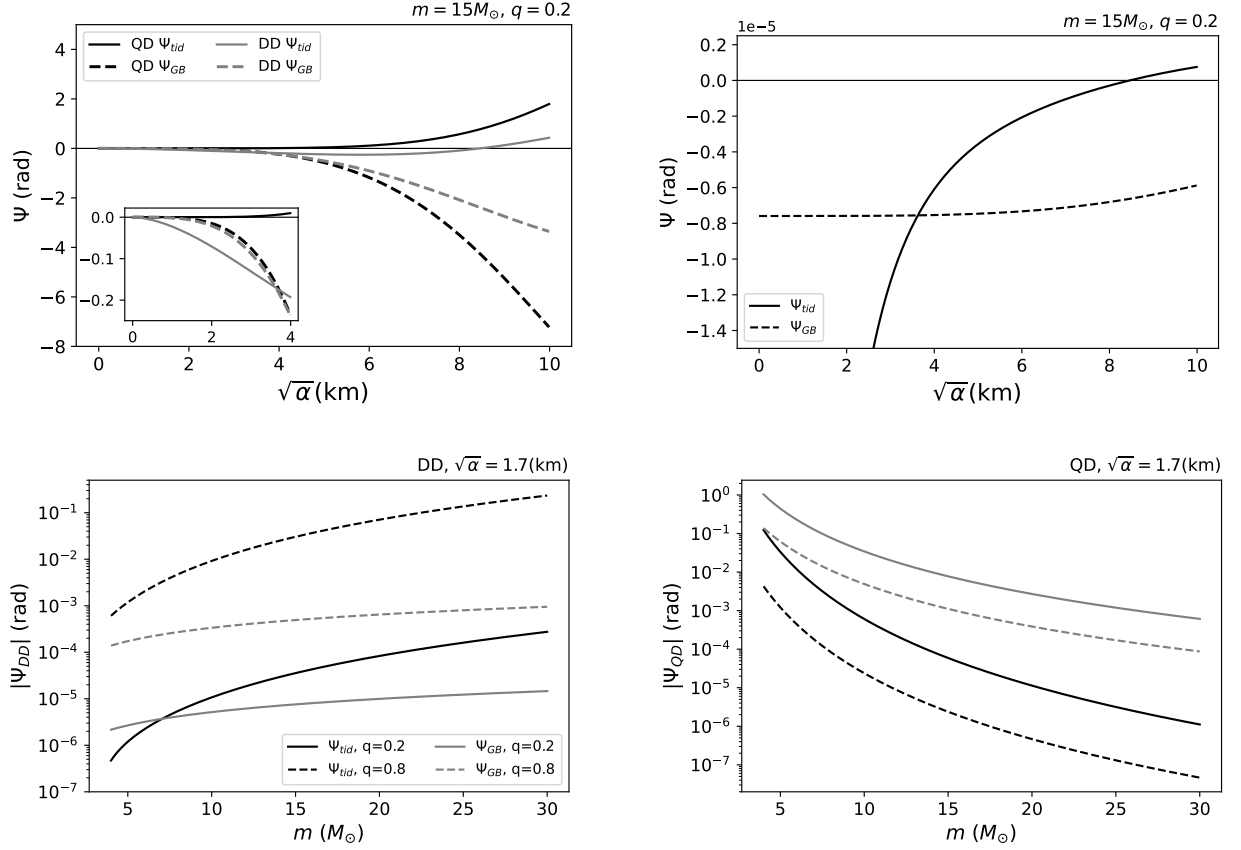 m = 15M⊙, q = 0.2
QD Ψtid
DD Ψtid
QD ΨGB
DD ΨGB
4
2
0
−2
−4
−6
−8
Ψ (rad)
0.0
−0.1
−0.2
0 2 4
0 2 4 6 8 10
√α(km)
m = 15M⊙, q = 0.2
1e−5
0.2
0.0
−0.2
−0.4
−0.6
−0.8
−1.0
−1.2
−1.4
Ψ (rad)
Ψtid
ΨGB
0 2 4 6 8 10
√α(km)
DD, √α = 1.7(km)
10⁻¹
10⁻²
10⁻³
10⁻⁴
10⁻⁵
10⁻⁶
10⁻⁷
|ΨDD| (rad)
Ψtid, q=0.2
ΨGB, q=0.2
Ψtid, q=0.8
ΨGB, q=0.8
5 10 15 20 25 30
m (M⊙)
QD, √α = 1.7(km)
10⁰
10⁻¹
10⁻²
10⁻³
10⁻⁴
10⁻⁵
10⁻⁶
10⁻⁷
|ΨQD| (rad)
5 10 15 20 25 30
m (M⊙)